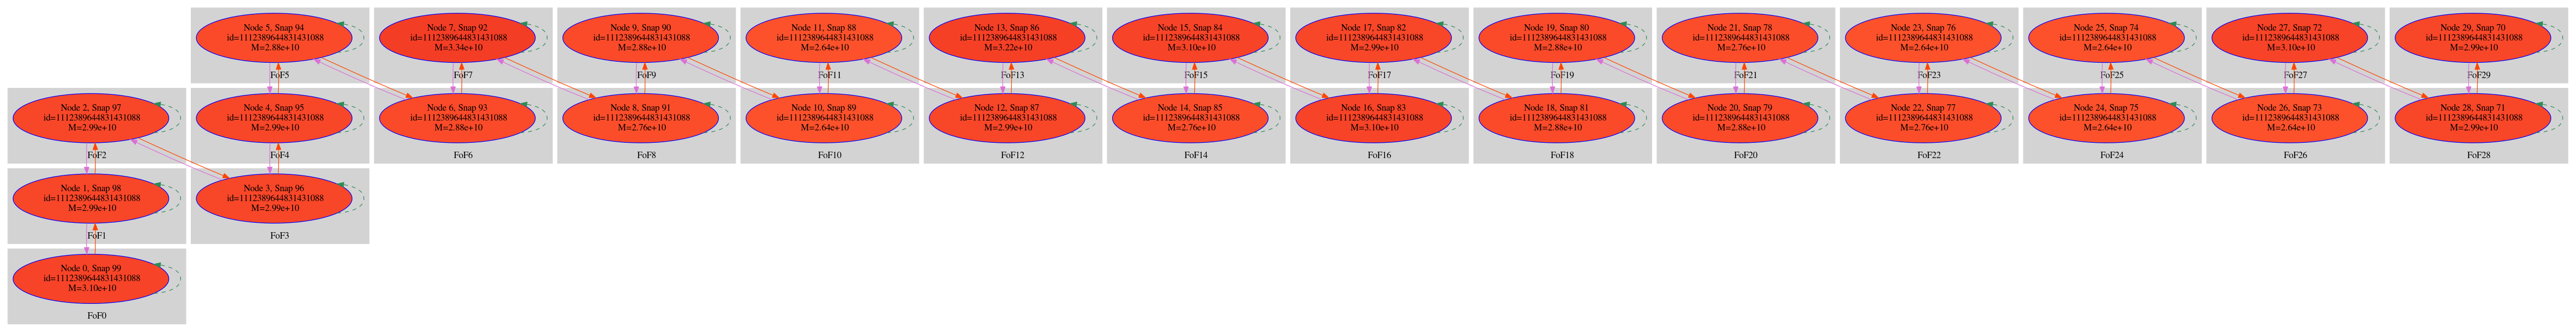 Node 5, Snap 94
id=1112389644831431088
M=2.88e+10
FoF5
Node 7, Snap 92
id=1112389644831431088
M=3.34e+10
FoF7
Node 9, Snap 90
id=1112389644831431088
M=2.88e+10
FoF9
Node 11, Snap 88
id=1112389644831431088
M=2.64e+10
FoF11
Node 13, Snap 86
id=1112389644831431088
M=3.22e+10
FoF13
Node 15, Snap 84
id=1112389644831431088
M=3.10e+10
FoF15
Node 17, Snap 82
id=1112389644831431088
M=2.99e+10
FoF17
Node 19, Snap 80
id=1112389644831431088
M=2.88e+10
FoF19
Node 21, Snap 78
id=1112389644831431088
M=2.76e+10
FoF21
Node 23, Snap 76
id=1112389644831431088
M=2.64e+10
FoF23
Node 25, Snap 74
id=1112389644831431088
M=2.64e+10
FoF25
Node 27, Snap 72
id=1112389644831431088
M=3.10e+10
FoF27
Node 29, Snap 70
id=1112389644831431088
M=2.99e+10
FoF29
Node 2, Snap 97
id=1112389644831431088
M=2.99e+10
FoF2
Node 4, Snap 95
id=1112389644831431088
M=2.99e+10
FoF4
Node 6, Snap 93
id=1112389644831431088
M=2.88e+10
FoF6
Node 8, Snap 91
id=1112389644831431088
M=2.76e+10
FoF8
Node 10, Snap 89
id=1112389644831431088
M=2.64e+10
FoF10
Node 12, Snap 87
id=1112389644831431088
M=2.99e+10
FoF12
Node 14, Snap 85
id=1112389644831431088
M=2.76e+10
FoF14
Node 16, Snap 83
id=1112389644831431088
M=3.10e+10
FoF16
Node 18, Snap 81
id=1112389644831431088
M=2.88e+10
FoF18
Node 20, Snap 79
id=1112389644831431088
M=2.88e+10
FoF20
Node 22, Snap 77
id=1112389644831431088
M=2.76e+10
FoF22
Node 24, Snap 75
id=1112389644831431088
M=2.64e+10
FoF24
Node 26, Snap 73
id=1112389644831431088
M=2.64e+10
FoF26
Node 28, Snap 71
id=1112389644831431088
M=2.99e+10
FoF28
Node 1, Snap 98
id=1112389644831431088
M=2.99e+10
FoF1
Node 3, Snap 96
id=1112389644831431088
M=2.99e+10
FoF3
Node 0, Snap 99
id=1112389644831431088
M=3.10e+10
FoF0